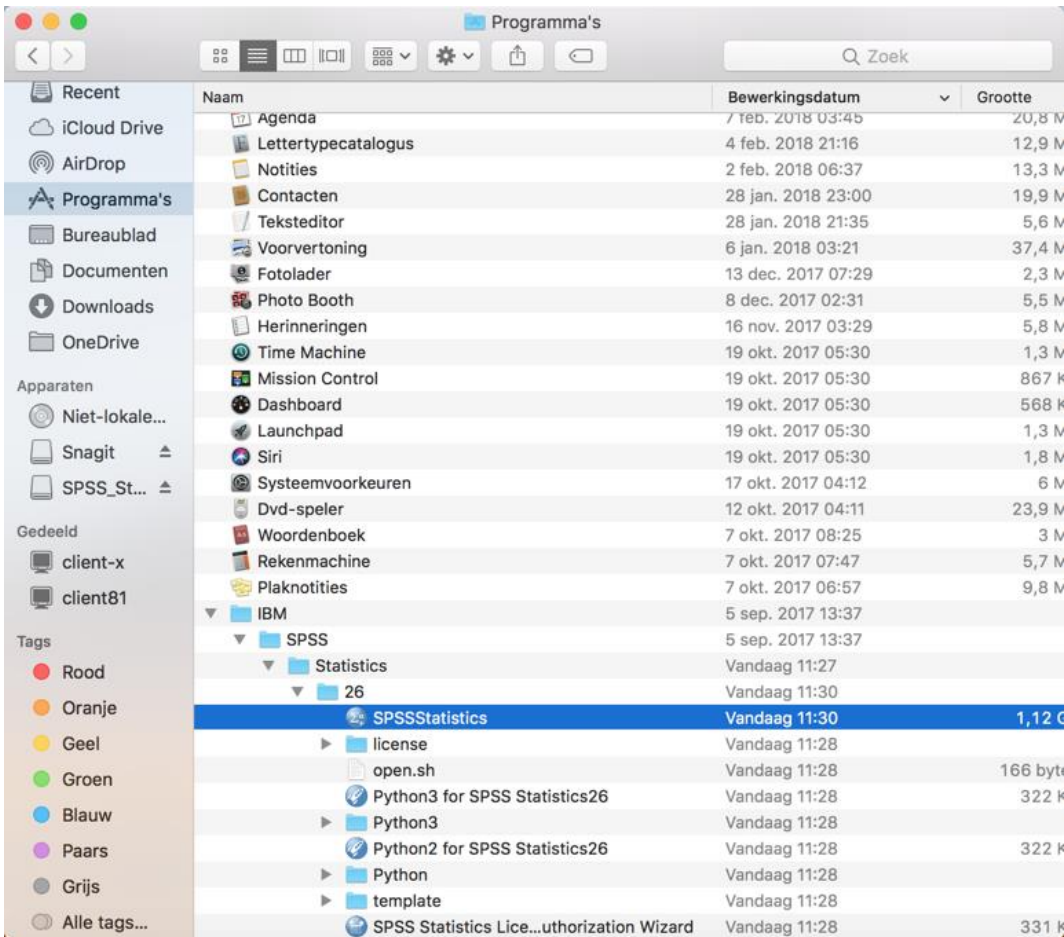 Programma's
Zoek
Recent
iCloud Drive
AirDrop
Programma's
Bureaublad
Documenten
Downloads
OneDrive
Apparaten
Niet-lokale...
Snagit
SPSS_St...
Gedeeld
client-x
client81
Tags
Rood
Oranje
Geel
Groen
Blauw
Paars
Grijs
Alle tags...
Naam Bewerkingsdatum Grootte
Agenda 7 feb. 2018 03:45 20,8 M
Lettertypecatalogus 4 feb. 2018 21:16 12,9 M
Notities 2 feb. 2018 06:37 13,3 M
Contacten 28 jan. 2018 23:00 19,9 M
Teksteditor 28 jan. 2018 21:35 5,6 M
Voorvertoning 6 jan. 2018 03:21 37,4 M
Fotolader 13 dec. 2017 07:29 2,3 M
Photo Booth 8 dec. 2017 02:31 5,5 M
Herinneringen 16 nov. 2017 03:29 5,8 M
Time Machine 19 okt. 2017 05:30 1,3 M
Mission Control 19 okt. 2017 05:30 867 K
Dashboard 19 okt. 2017 05:30 568 K
Launchpad 19 okt. 2017 05:30 1,3 M
Siri 19 okt. 2017 05:30 1,8 M
Systeemvoorkeuren 17 okt. 2017 04:12 6 M
Dvd-speler 12 okt. 2017 04:11 23,9 M
Woordenboek 7 okt. 2017 08:25 3 M
Rekenmachine 7 okt. 2017 07:47 5,7 M
Plaknotities 7 okt. 2017 06:57 9,8 M
IBM 5 sep. 2017 13:37
SPSS 5 sep. 2017 13:37
Statistics Vandaag 11:27
26 Vandaag 11:30
SPSSStatistics Vandaag 11:30 1,12 G
license Vandaag 11:28
open.sh Vandaag 11:28 166 byte
Python3 for SPSS Statistics26 Vandaag 11:28 322 K
Python3 Vandaag 11:28
Python2 for SPSS Statistics26 Vandaag 11:28 322 K
Python Vandaag 11:28
template Vandaag 11:28
SPSS Statistics Lice...uthorization Wizard Vandaag 11:28 331 K